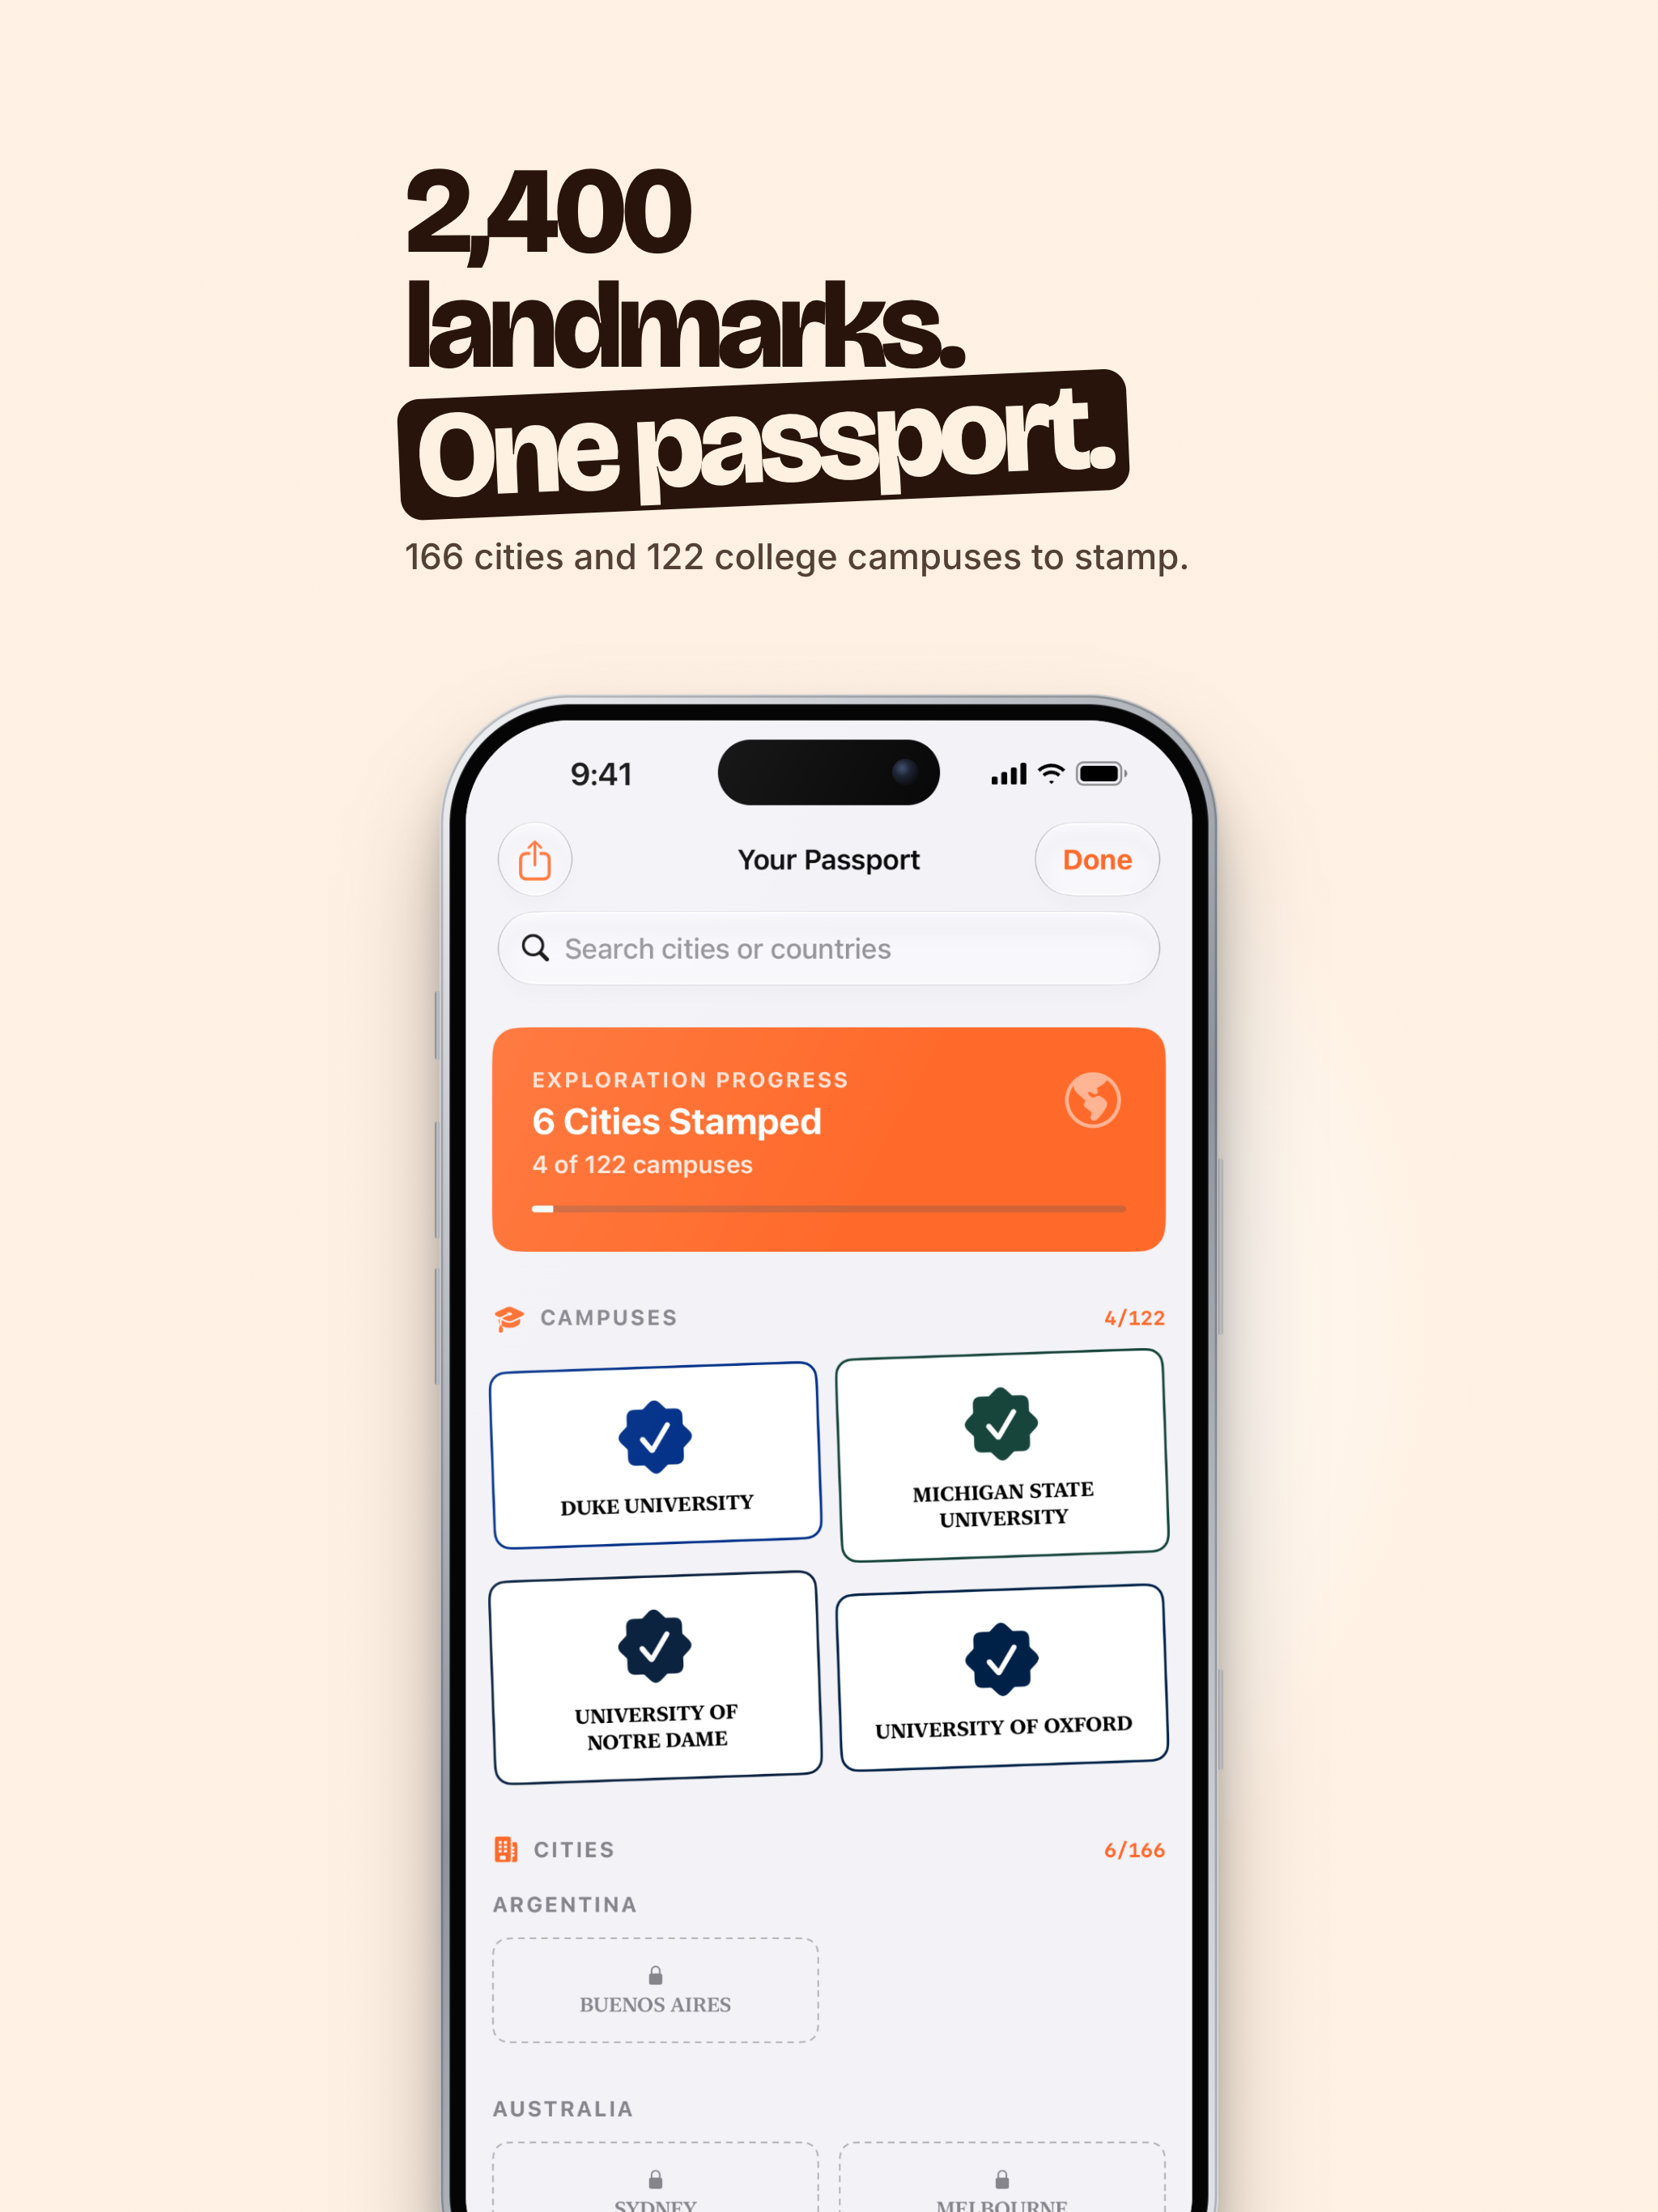 2,400
landmarks.
One passport.
166 cities and 122 college campuses to stamp.
9:41
Your Passport
Done
Search cities or countries
EXPLORATION PROGRESS
6 Cities Stamped
4 of 122 campuses
CAMPUSES
4/122
DUKE UNIVERSITY
MICHIGAN STATE
UNIVERSITY
UNIVERSITY OF
NOTRE DAME
UNIVERSITY OF OXFORD
CITIES
6/166
ARGENTINA
BUENOS AIRES
AUSTRALIA
SYDNEY
MELBOURNE